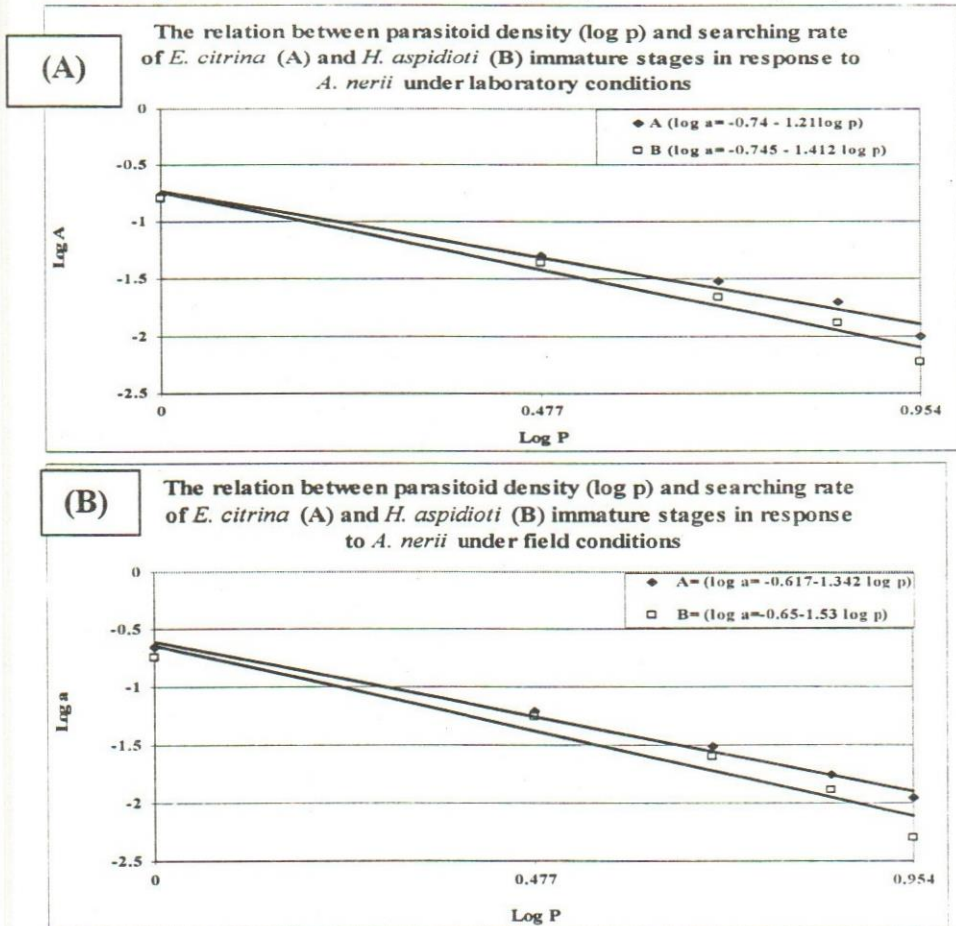 (A)
The relation between parasitoid density (log p) and searching rate
of E. citrina (A) and H. aspidioti (B) immature stages in response to
A. nerii under laboratory conditions
0
-0.5
-1
-1.5
-2
-2.5
Log A
A (log a= -0.74 - 1.21log p)
B (log a= -0.745 - 1.412 log p)
0
0.477
0.954
Log P
(B)
The relation between parasitoid density (log p) and searching rate
of E. citrina (A) and H. aspidioti (B) immature stages in response
to A. nerii under field conditions
0
-0.5
-1
-1.5
-2
-2.5
Log a
A= (log a= -0.617-1.342 log p)
B= (log a=-0.65-1.53 log p)
0
0.477
0.954
Log P